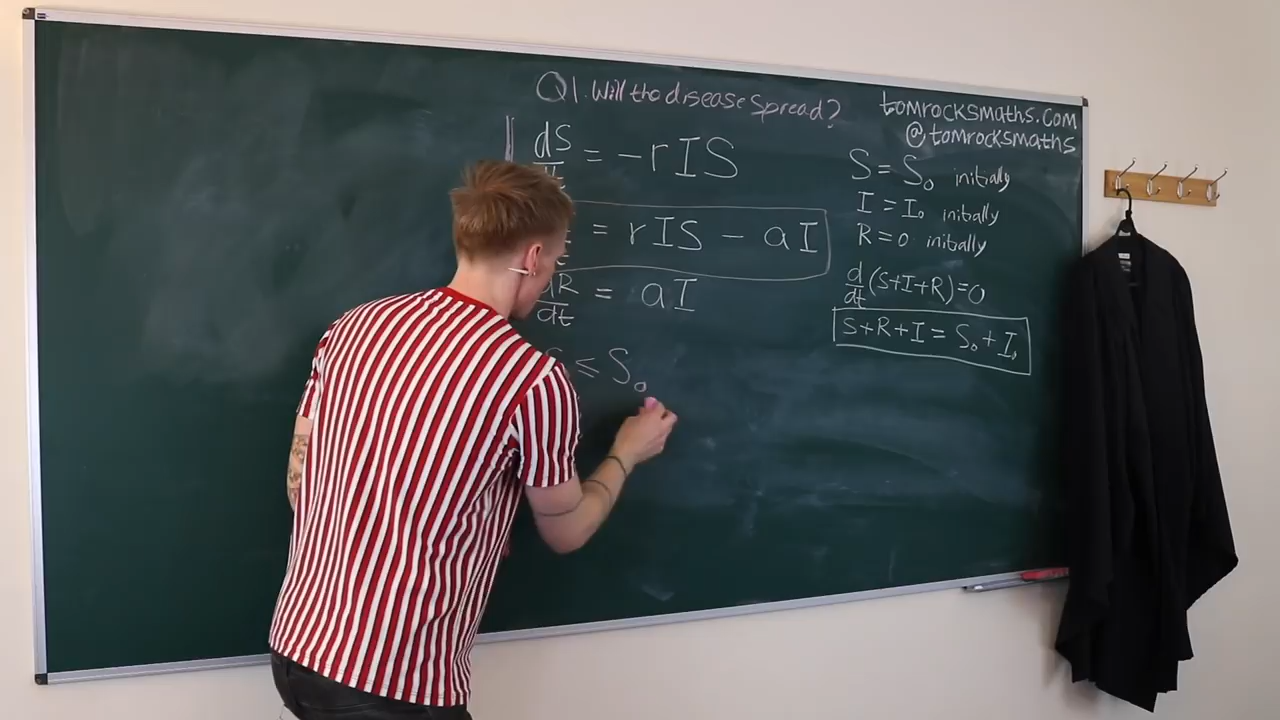 Q1. Will the disease spread?
tomrocksmaths.com
@tomrocksmaths
dS = -rIS
= rIS - aI
dR/dt = aI
≤ S₀
S = S₀ initially
I = I₀ initially
R = 0 initially
d/dt (S+I+R) = 0
S+R+I = S₀ + I₀